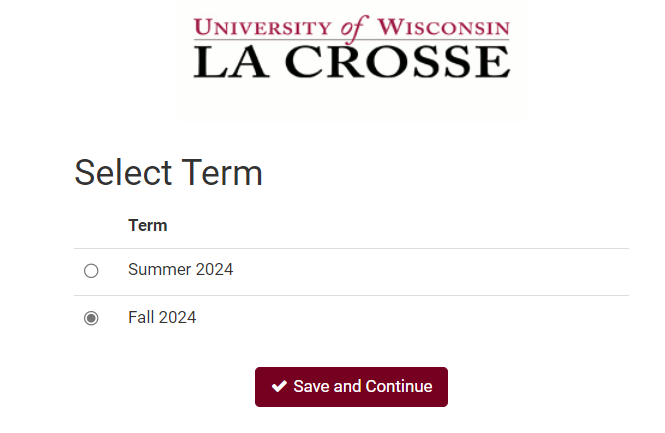 UNIVERSITY of WISCONSIN
LA CROSSE
Select Term
Term
Summer 2024
Fall 2024
Save and Continue